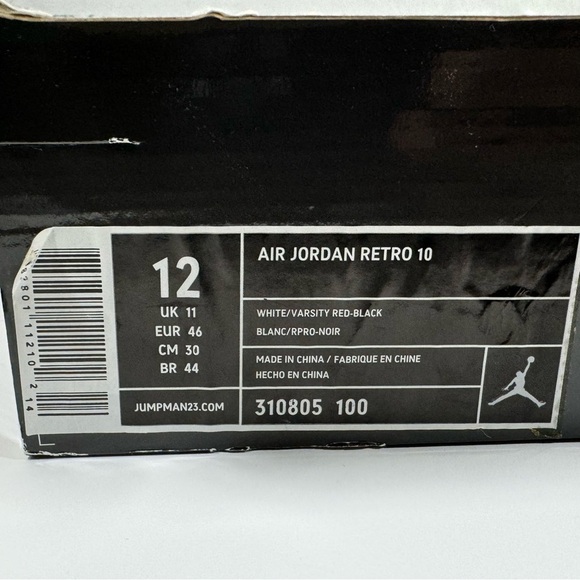 12
UK 11
EUR 46
CM 30
BR 44
JUMPMAN23.COM
AIR JORDAN RETRO 10
WHITE/VARSITY RED-BLACK
BLANC/RPRO-NOIR
MADE IN CHINA / FABRIQUE EN CHINE
HECHO EN CHINA
310805 100